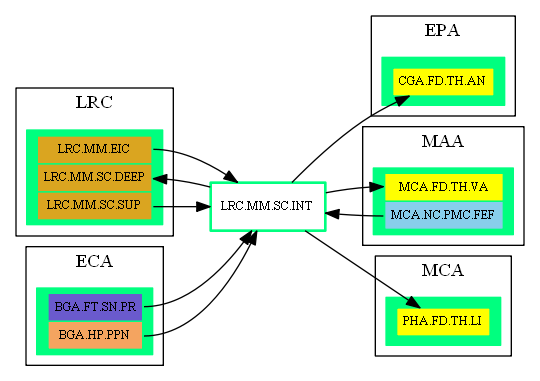 EPA
CGA.FD.TH.AN
LRC
LRC.MM.EIC
LRC.MM.SC.DEEP
LRC.MM.SC.SUP
LRC.MM.SC.INT
MAA
MCA.FD.TH.VA
MCA.NC.PMC.FEF
ECA
BGA.FT.SN.PR
BGA.HP.PPN
MCA
PHA.FD.TH.LI